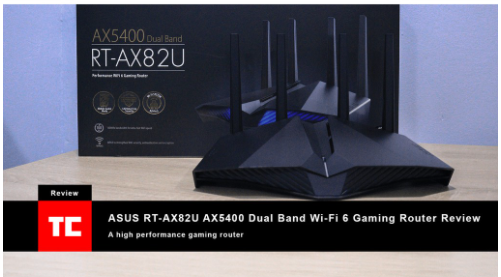 AX5400 Dual Band
RT-AX82U
Performance WiFi 6 Gaming Router
Review
TC
ASUS RT-AX82U AX5400 Dual Band Wi-Fi 6 Gaming Router Review
A high performance gaming router